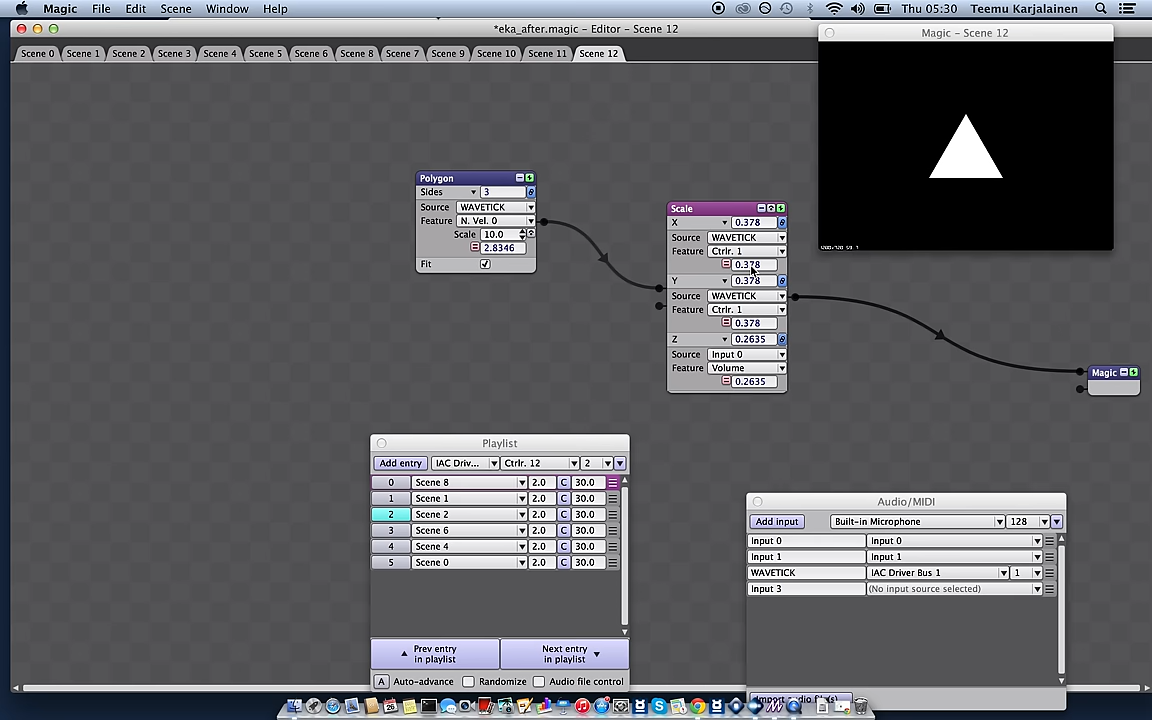 Magic File Edit Scene Window Help Thu 05:30 Teemu Karjalainen
*eka_after.magic – Editor – Scene 12
Scene 0 Scene 1 Scene 2 Scene 3 Scene 4 Scene 5 Scene 6 Scene 8 Scene 7 Scene 9 Scene 10 Scene 11 Scene 12
Magic – Scene 12
Polygon
Sides 3
Source WAVETICK
Feature N. Vel. 0
Scale 10.0
2.8346
Fit
Scale
X 0.378
Source WAVETICK
Feature Ctrlr. 1
0.378
Y 0.378
Source WAVETICK
Feature Ctrlr. 1
0.378
Z 0.2635
Source Input 0
Feature Volume
0.2635
Magic
Playlist
Add entry IAC Driv... Ctrlr. 12 2
0 Scene 8 2.0 C 30.0
1 Scene 1 2.0 C 30.0
2 Scene 2 2.0 C 30.0
3 Scene 6 2.0 C 30.0
4 Scene 4 2.0 C 30.0
5 Scene 0 2.0 C 30.0
Prev entry in playlist
Next entry in playlist
A Auto-advance Randomize Audio file control
Audio/MIDI
Add input Built-in Microphone 128
Input 0 Input 0
Input 1 Input 1
WAVETICK IAC Driver Bus 1 1
Input 3 (No input source selected)
Import audio file(s)